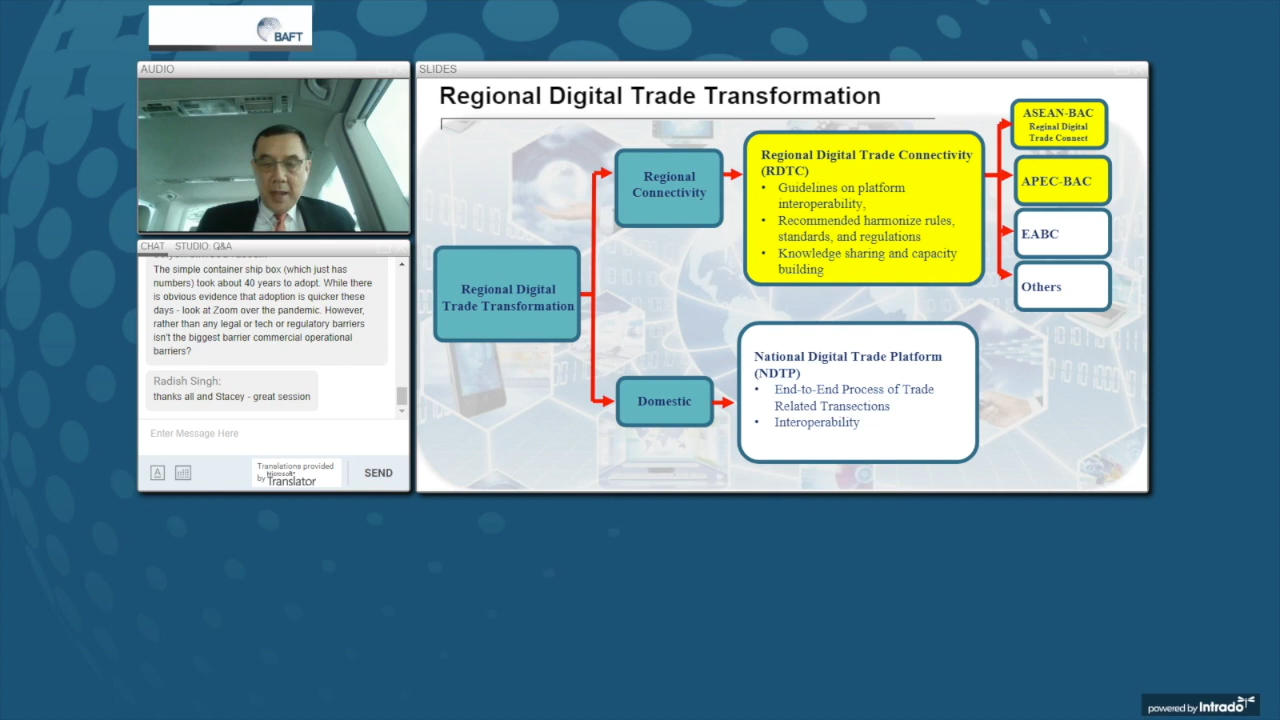 BAFT
AUDIO
SLIDES
Regional Digital Trade Transformation
Regional Digital
Trade Transformation
Regional
Connectivity
Regional Digital Trade Connectivity
(RDTC)
• Guidelines on platform
interoperability,
• Recommended harmonize rules,
standards, and regulations
• Knowledge sharing and capacity
building
ASEAN-BAC
Reginal Digital
Trade Connect
APEC-BAC
EABC
Others
Domestic
National Digital Trade Platform
(NDTP)
• End-to-End Process of Trade
Related Transections
• Interoperability
CHAT STUDIO: Q&A
The simple container ship box (which just has
numbers) took about 40 years to adopt. While there
is obvious evidence that adoption is quicker these
days - look at Zoom over the pandemic. However,
rather than any legal or tech or regulatory barriers
isn't the biggest barrier commercial operational
barriers?
Radish Singh:
thanks all and Stacey - great session
Enter Message Here
A
Translations provided
by Microsoft
Translator
SEND
powered by Intrado